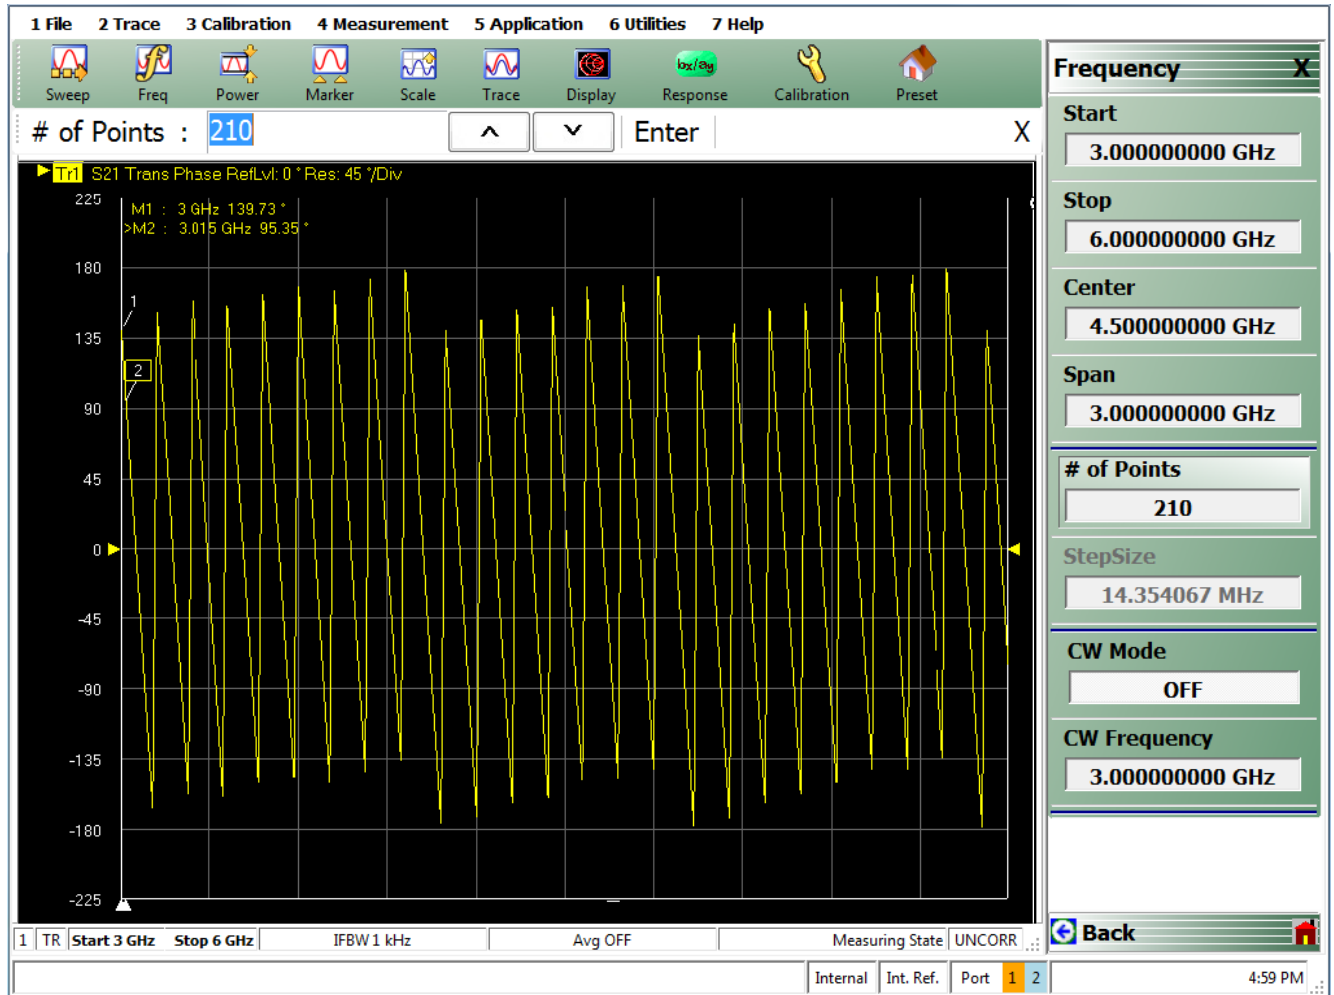 1 File 2 Trace 3 Calibration 4 Measurement 5 Application 6 Utilities 7 Help
Sweep Freq Power Marker Scale Trace Display bx/ay Response Calibration Preset
# of Points : 210 Enter X
Tr1 S21 Trans Phase RefLvl: 0 ° Res: 45 °/Div
M1 : 3 GHz 139.73 °
>M2 : 3.015 GHz 95.35 °
225
180
135
90
45
0
-45
-90
-135
-180
-225
1
2
1 TR Start 3 GHz Stop 6 GHz IFBW 1 kHz Avg OFF Measuring State UNCORR
Internal Int. Ref. Port 1 2 4:59 PM
Frequency X
Start
3.000000000 GHz
Stop
6.000000000 GHz
Center
4.500000000 GHz
Span
3.000000000 GHz
# of Points
210
StepSize
14.354067 MHz
CW Mode
OFF
CW Frequency
3.000000000 GHz
Back